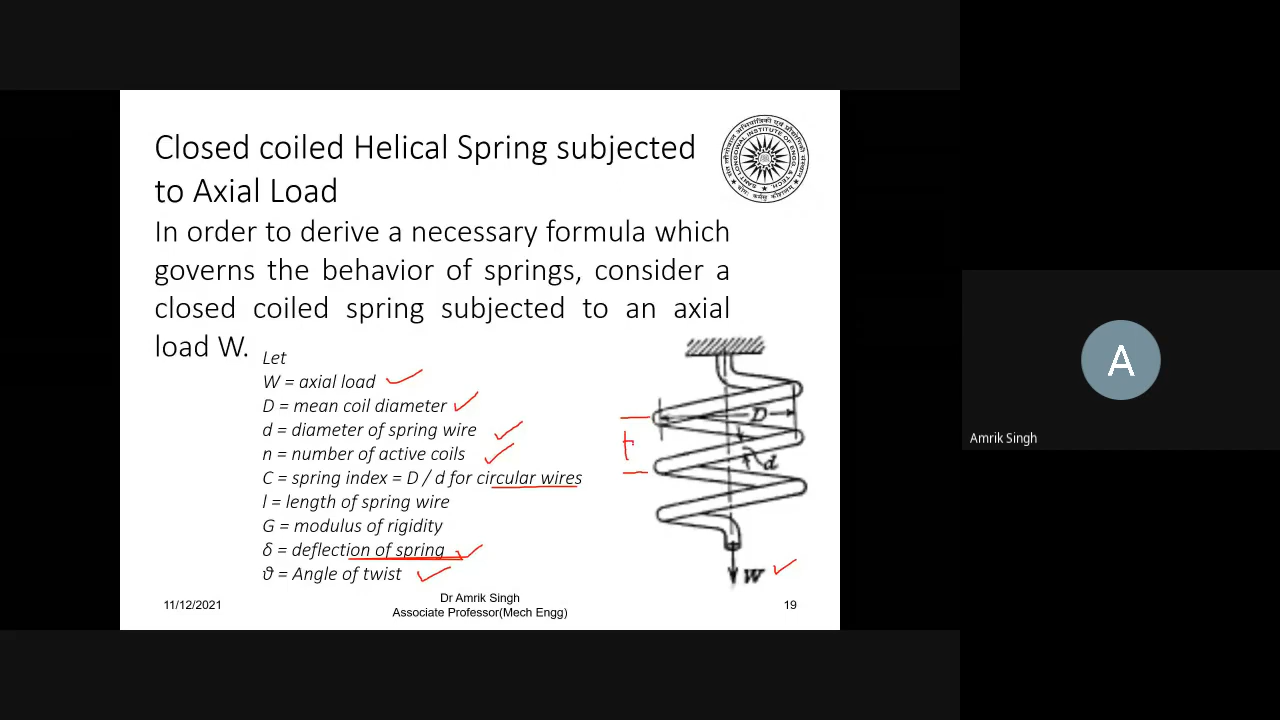 Closed coiled Helical Spring subjected
to Axial Load
In order to derive a necessary formula which
governs the behavior of springs, consider a
closed coiled spring subjected to an axial
load W.
Let
W = axial load
D = mean coil diameter
d = diameter of spring wire
n = number of active coils
C = spring index = D / d for circular wires
l = length of spring wire
G = modulus of rigidity
δ = deflection of spring
ϑ = Angle of twist
D
d
W
11/12/2021
Dr Amrik Singh
Associate Professor(Mech Engg)
19
A
Amrik Singh